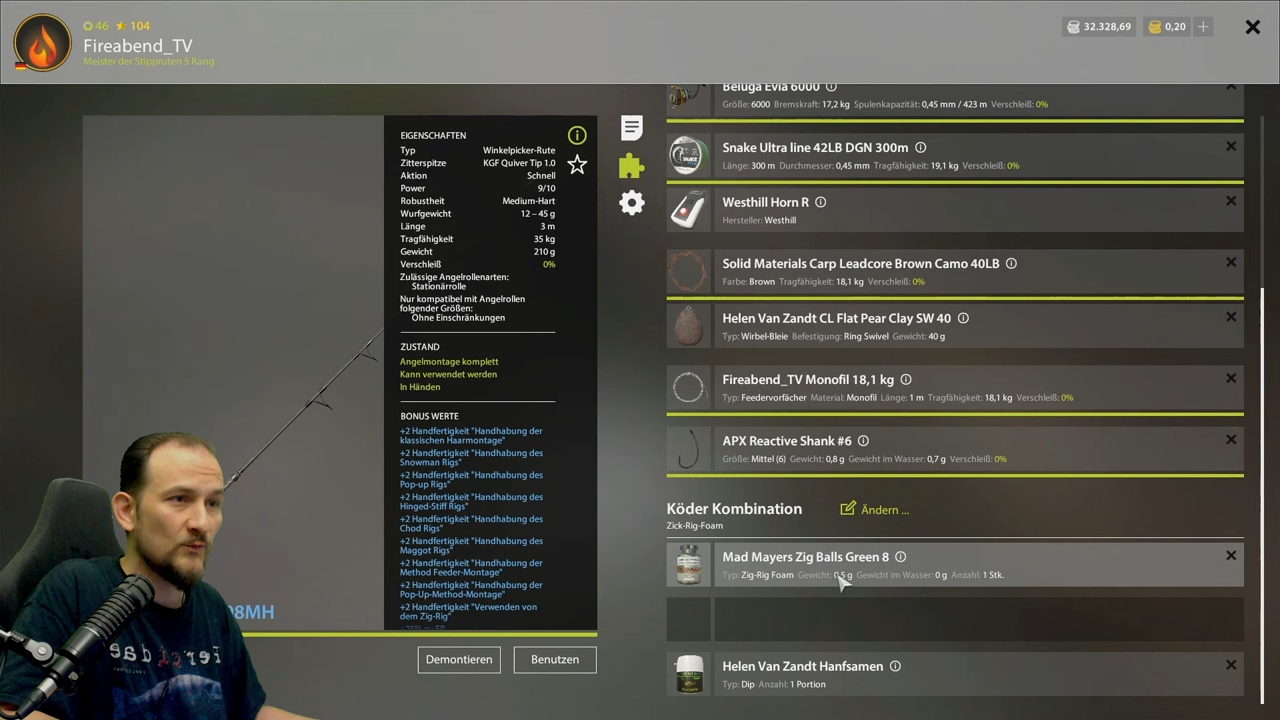 46 104
Fireabend_TV
Meister der Stippruten 5 Rang
32.328,69
0,20
EIGENSCHAFTEN
Typ Winkelpicker-Rute
Zitterspitze KGF Quiver Tip 1.0
Aktion Schnell
Power 9/10
Robustheit Medium-Hart
Wurfgewicht 12 – 45 g
Länge 3 m
Tragfähigkeit 35 kg
Gewicht 210 g
Verschleiß 0%
Zulässige Angelrollenarten:
Stationärrolle
Nur kompatibel mit Angelrollen
folgender Größen:
Ohne Einschränkungen
ZUSTAND
Angelmontage komplett
Kann verwendet werden
In Händen
BONUS WERTE
+2 Handfertigkeit "Handhabung der
klassischen Haarmontage"
+2 Handfertigkeit "Handhabung des
Snowman Rigs"
+2 Handfertigkeit "Handhabung des
Pop-up Rigs"
+2 Handfertigkeit "Handhabung des
Hinged-Stiff Rigs"
+2 Handfertigkeit "Handhabung des
Chod Rigs"
+2 Handfertigkeit "Handhabung des
Maggot Rigs"
+2 Handfertigkeit "Handhabung der
Method Feeder-Montage"
+2 Handfertigkeit "Handhabung der
Pop-Up-Method-Montage"
+2 Handfertigkeit "Verwenden von
dem Zig-Rig"
98MH
Demontieren
Benutzen
Beluga Evia 6000
Größe: 6000 Bremskraft: 17,2 kg Spulenkapazität: 0,45 mm / 423 m Verschleiß: 0%
Snake Ultra line 42LB DGN 300m
Länge: 300 m Durchmesser: 0,45 mm Tragfähigkeit: 19,1 kg Verschleiß: 0%
Westhill Horn R
Hersteller: Westhill
Solid Materials Carp Leadcore Brown Camo 40LB
Farbe: Brown Tragfähigkeit: 18,1 kg Verschleiß: 0%
Helen Van Zandt CL Flat Pear Clay SW 40
Typ: Wirbel-Bleie Befestigung: Ring Swivel Gewicht: 40 g
Fireabend_TV Monofil 18,1 kg
Typ: Feedervorfächer Material: Monofil Länge: 1 m Tragfähigkeit: 18,1 kg Verschleiß: 0%
APX Reactive Shank #6
Größe: Mittel (6) Gewicht: 0,8 g Gewicht im Wasser: 0,7 g Verschleiß: 0%
Köder Kombination Ändern ...
Zick-Rig-Foam
Mad Mayers Zig Balls Green 8
Typ: Zig-Rig Foam Gewicht: 0,5 g Gewicht im Wasser: 0 g Anzahl: 1 Stk.
Helen Van Zandt Hanfsamen
Typ: Dip Anzahl: 1 Portion